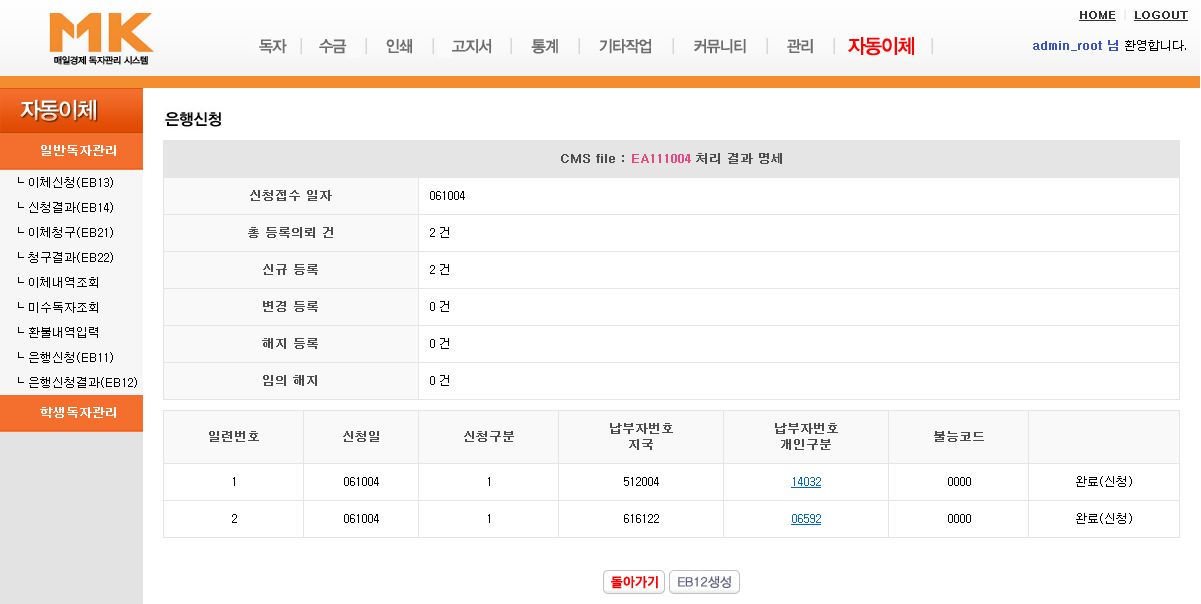 HOME LOGOUT
MK
매일경제 독자관리 시스템
독자 수금 인쇄 고지서 통계 기타작업 커뮤니티 관리 자동이체
admin_root 님 환영합니다.
자동이체
일반독자관리
└ 이체신청(EB13)
└ 신청결과(EB14)
└ 이체청구(EB21)
└ 청구결과(EB22)
└ 이체내역조회
└ 미수독자조회
└ 환불내역입력
└ 은행신청(EB11)
└ 은행신청결과(EB12)
학생독자관리
은행신청
CMS file : EA111004 처리 결과 명세
신청접수 일자 061004
총 등록의뢰 건 2 건
신규 등록 2 건
변경 등록 0 건
해지 등록 0 건
임의 해지 0 건
일련번호 신청일 신청구분 납부자번호 지국 납부자번호 개인구분 불능코드
1 061004 1 512004 14032 0000 완료(신청)
2 061004 1 616122 06592 0000 완료(신청)
돌아가기 EB12생성